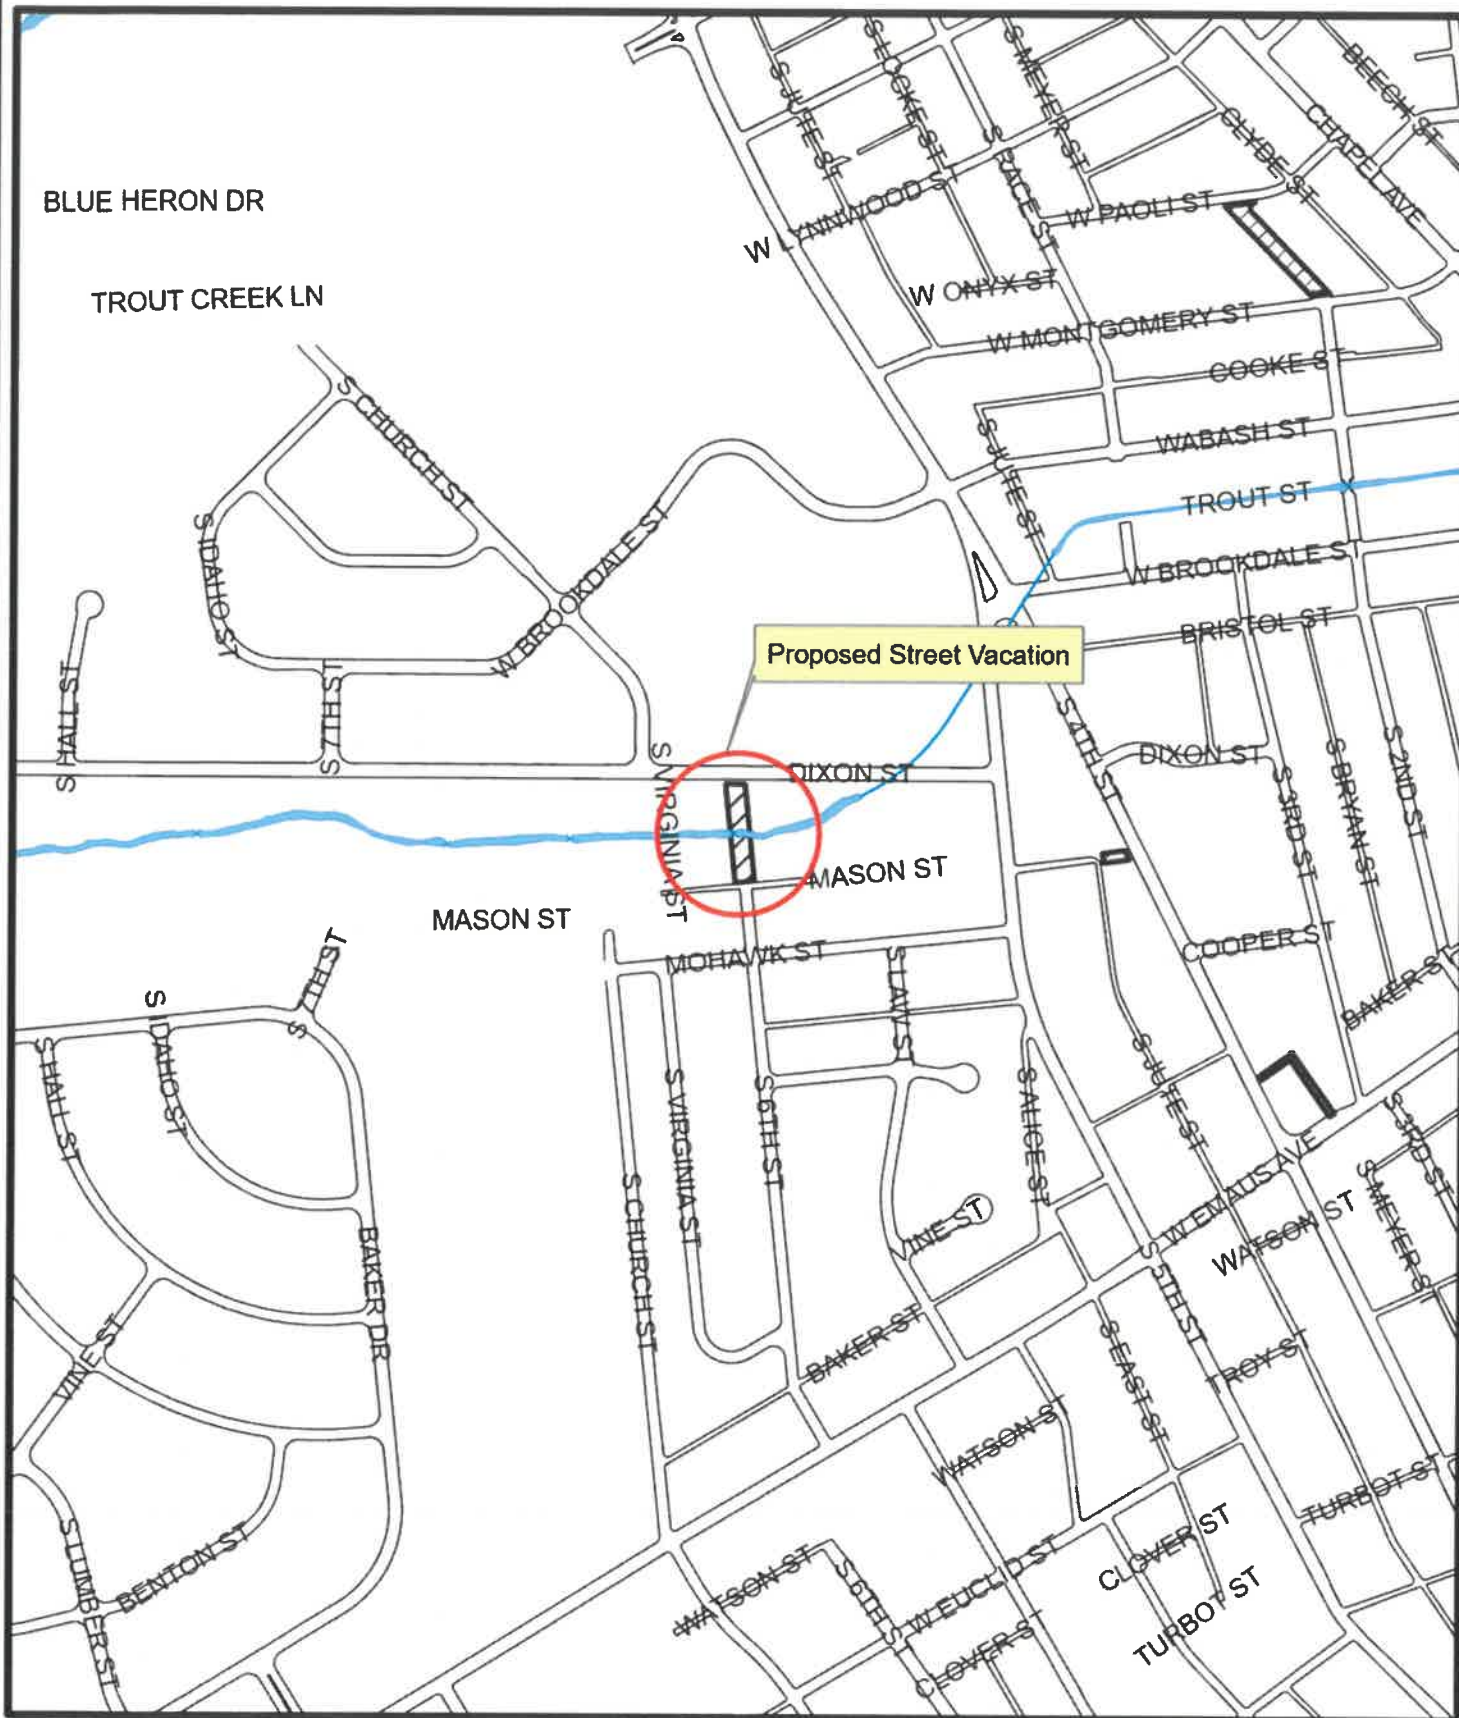 S JUTE ST
S LOCKE ST
S MEYER ST
BEECH ST
CLYDE ST
CHAPEL AVE
S RACE ST
BLUE HERON DR
W LYNNWOOD ST
W PAOLI ST
TROUT CREEK LN
W ONYX ST
W MONTGOMERY ST
COOKE ST
S CHURCH ST
S JUTE ST
WABASH ST
TROUT ST
S IDAHO ST
W BROOKDALE ST
W BROOKDALE ST
BRISTOL ST
Proposed Street Vacation
S HALL ST
S 7TH ST
S 4TH ST
S VIRGINIA ST
DIXON ST
DIXON ST
S 3RD ST
S BRYAN ST
S 2ND ST
MASON ST
MASON ST
S 7TH ST
MOHAWK ST
S LAW ST
COOPER ST
BAKER ST
S IDAHO ST
S HALL ST
S VIRGINIA ST
S 6TH ST
S ALICE ST
S JUTE ST
S 3RD ST
S CHURCH ST
BAKER DR
VINE ST
W EMAUS AVE
WATSON ST
S MEYER ST
VINE ST
BAKER ST
S 5TH ST
S EAST ST
TROY ST
WATSON ST
TURBOT ST
S LUMBER ST
BENTON ST
WATSON ST
S 6TH ST
W EUCLID ST
CLOVER ST
CLOVER ST
TURBOT ST